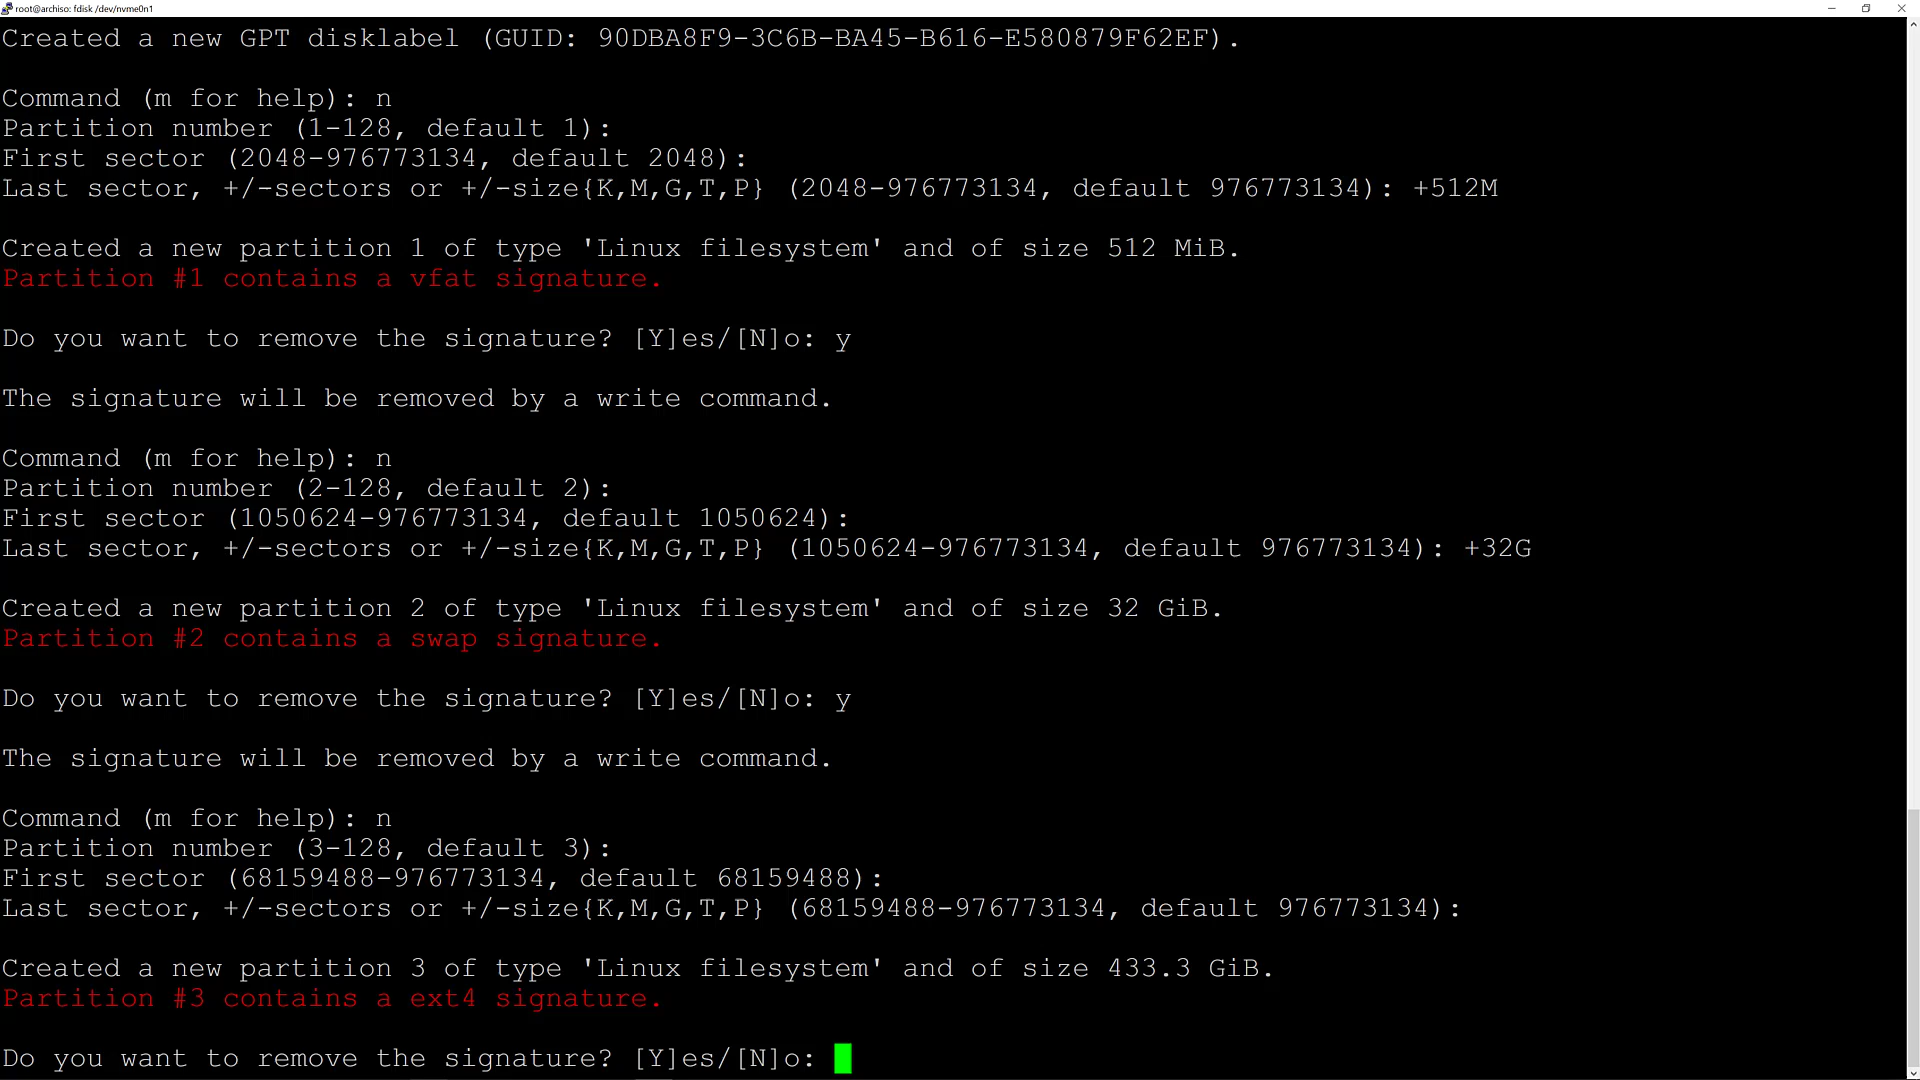 root@archiso: fdisk /dev/nvme0n1
Created a new GPT disklabel (GUID: 90DBA8F9-3C6B-BA45-B616-E580879F62EF).
Command (m for help): n
Partition number (1-128, default 1):
First sector (2048-976773134, default 2048):
Last sector, +/-sectors or +/-size{K,M,G,T,P} (2048-976773134, default 976773134): +512M
Created a new partition 1 of type 'Linux filesystem' and of size 512 MiB.
Partition #1 contains a vfat signature.
Do you want to remove the signature? [Y]es/[N]o: y
The signature will be removed by a write command.
Command (m for help): n
Partition number (2-128, default 2):
First sector (1050624-976773134, default 1050624):
Last sector, +/-sectors or +/-size{K,M,G,T,P} (1050624-976773134, default 976773134): +32G
Created a new partition 2 of type 'Linux filesystem' and of size 32 GiB.
Partition #2 contains a swap signature.
Do you want to remove the signature? [Y]es/[N]o: y
The signature will be removed by a write command.
Command (m for help): n
Partition number (3-128, default 3):
First sector (68159488-976773134, default 68159488):
Last sector, +/-sectors or +/-size{K,M,G,T,P} (68159488-976773134, default 976773134):
Created a new partition 3 of type 'Linux filesystem' and of size 433.3 GiB.
Partition #3 contains a ext4 signature.
Do you want to remove the signature? [Y]es/[N]o: